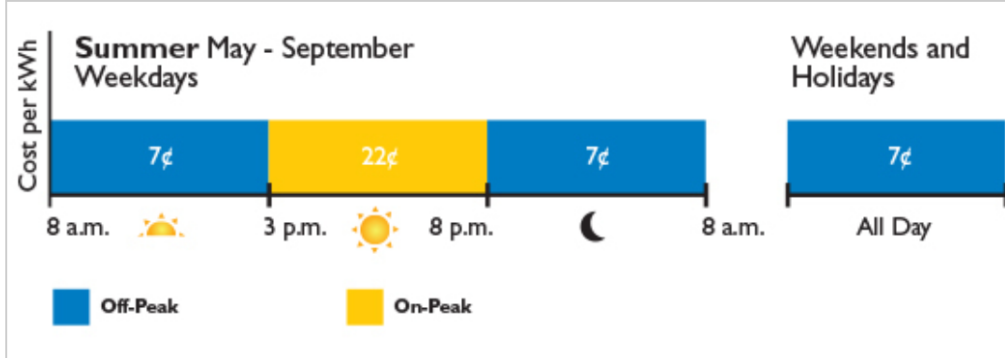 Summer May - September
Weekdays
Weekends and
Holidays
Cost per kWh
7¢
22¢
7¢
7¢
8 a.m.
3 p.m.
8 p.m.
8 a.m.
All Day
Off-Peak
On-Peak